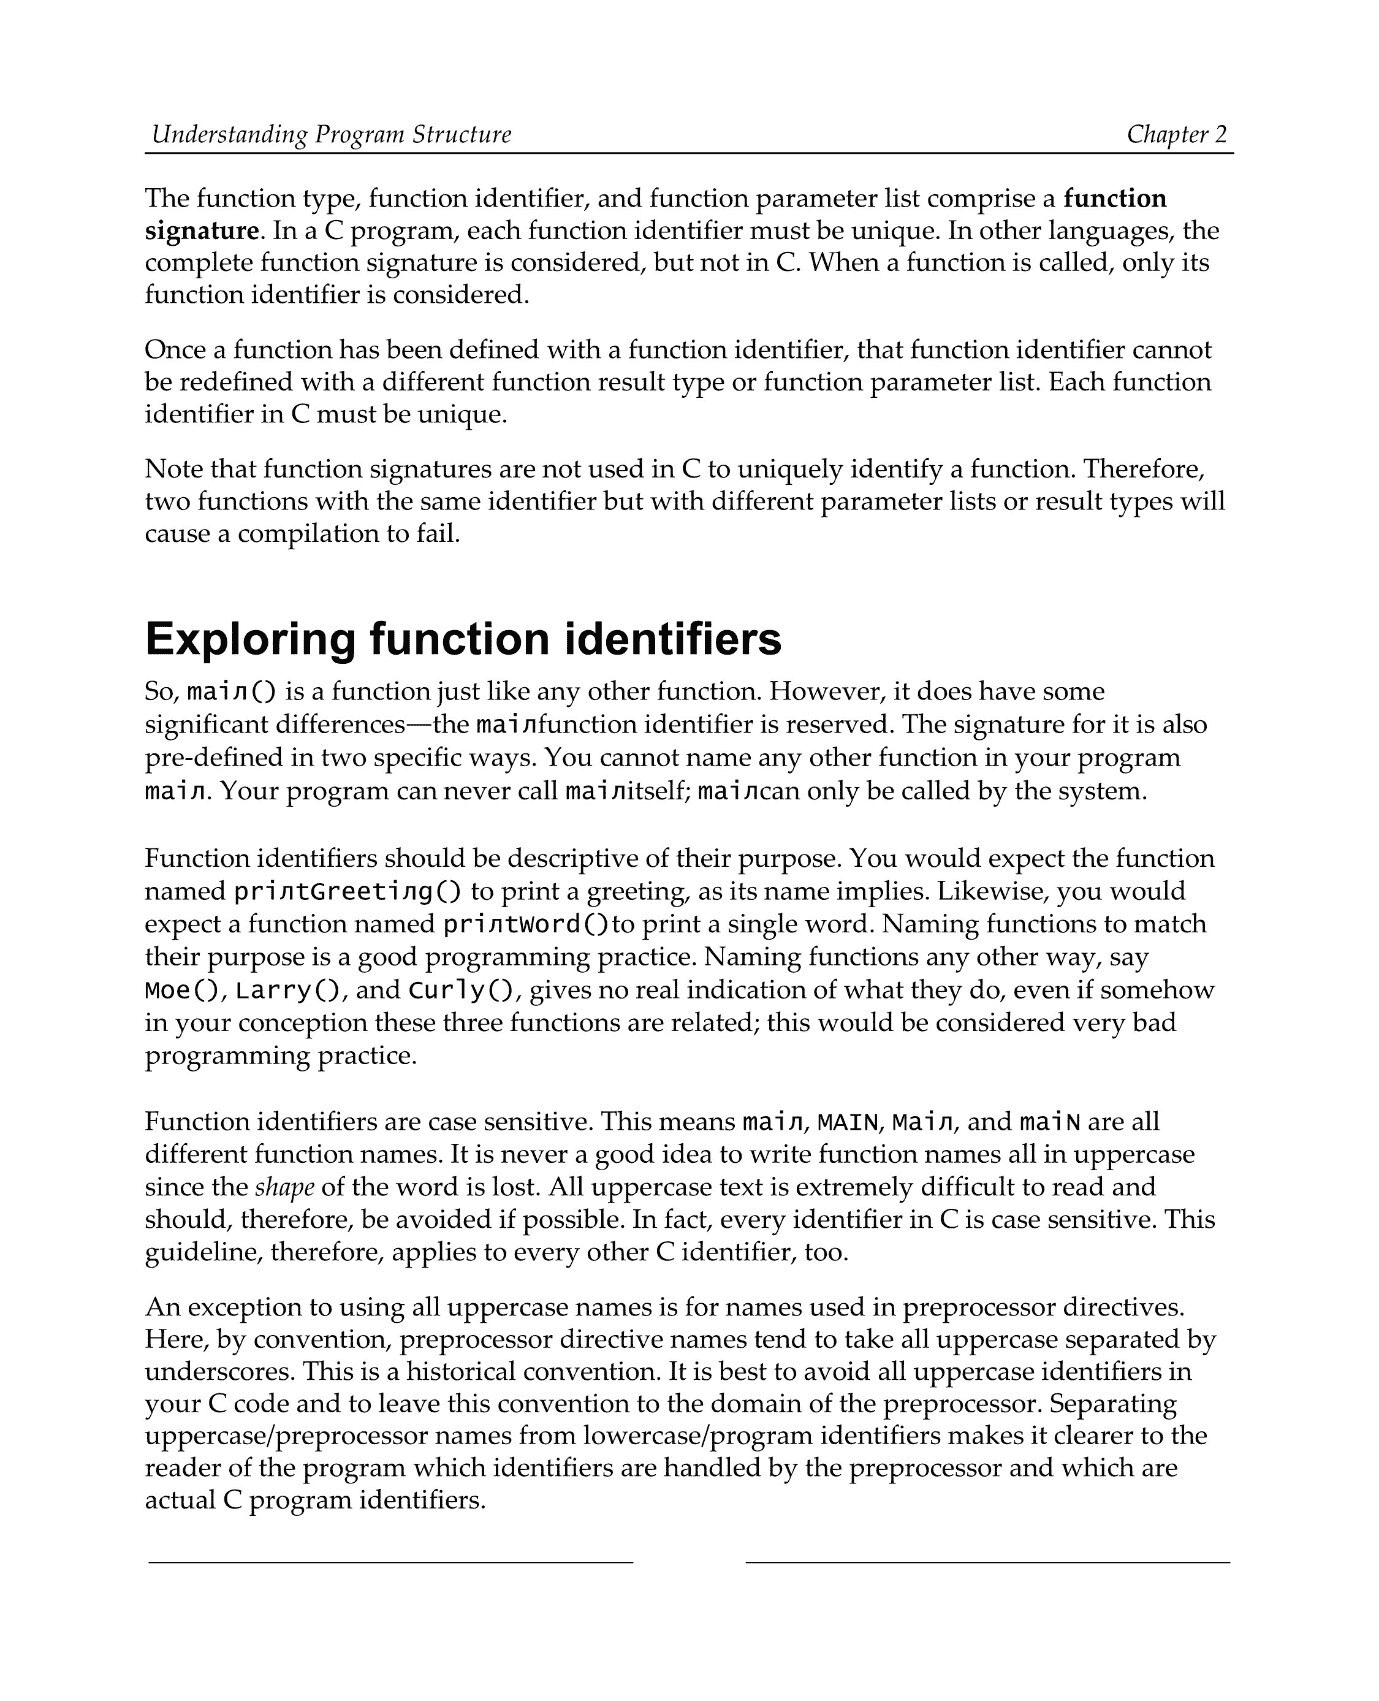 Understanding Program Structure Chapter 2
The function type, function identifier, and function parameter list comprise a function
signature. In a C program, each function identifier must be unique. In other languages, the
complete function signature is considered, but not in C. When a function is called, only its
function identifier is considered.
Once a function has been defined with a function identifier, that function identifier cannot
be redefined with a different function result type or function parameter list. Each function
identifier in C must be unique.
Note that function signatures are not used in C to uniquely identify a function. Therefore,
two functions with the same identifier but with different parameter lists or result types will
cause a compilation to fail.
Exploring function identifiers
So, maiл() is a function just like any other function. However, it does have some
significant differences—the maiлfunction identifier is reserved. The signature for it is also
pre-defined in two specific ways. You cannot name any other function in your program
maiл. Your program can never call maiлitself; maiлcan only be called by the system.
Function identifiers should be descriptive of their purpose. You would expect the function
named priлtGreetiлg() to print a greeting, as its name implies. Likewise, you would
expect a function named priлtWord()to print a single word. Naming functions to match
their purpose is a good programming practice. Naming functions any other way, say
Moe(), Larry(), and Curly(), gives no real indication of what they do, even if somehow
in your conception these three functions are related; this would be considered very bad
programming practice.
Function identifiers are case sensitive. This means maiл, MAIN, Maiл, and maiN are all
different function names. It is never a good idea to write function names all in uppercase
since the shape of the word is lost. All uppercase text is extremely difficult to read and
should, therefore, be avoided if possible. In fact, every identifier in C is case sensitive. This
guideline, therefore, applies to every other C identifier, too.
An exception to using all uppercase names is for names used in preprocessor directives.
Here, by convention, preprocessor directive names tend to take all uppercase separated by
underscores. This is a historical convention. It is best to avoid all uppercase identifiers in
your C code and to leave this convention to the domain of the preprocessor. Separating
uppercase/preprocessor names from lowercase/program identifiers makes it clearer to the
reader of the program which identifiers are handled by the preprocessor and which are
actual C program identifiers.